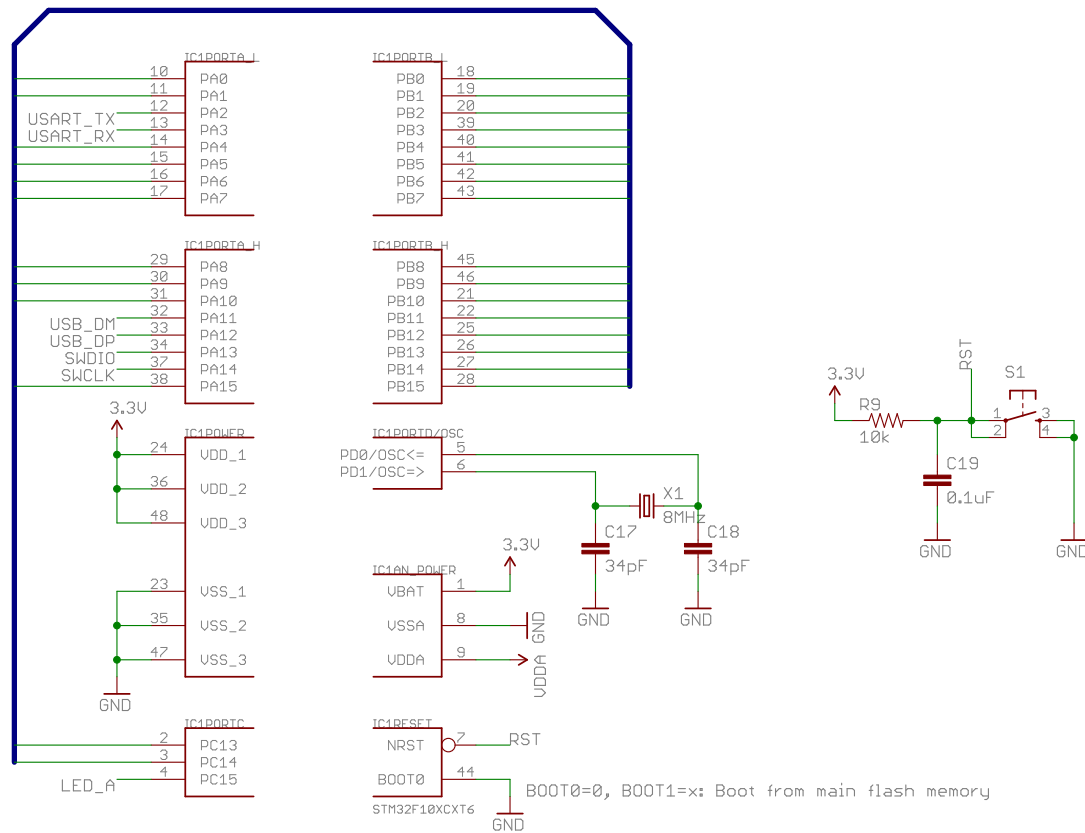 IC1PORTA_L
10 PA0
11 PA1
12 PA2
USART_TX
13 PA3
USART_RX
14 PA4
15 PA5
16 PA6
17 PA7
IC1PORTB_L
PB0 18
PB1 19
PB2 20
PB3 39
PB4 40
PB5 41
PB6 42
PB7 43
IC1PORTA_H
29 PA8
30 PA9
31 PA10
32 PA11
USB_DM
33 PA12
USB_DP
34 PA13
SWDIO
37 PA14
SWCLK
38 PA15
IC1PORTB_H
PB8 45
PB9 46
PB10 21
PB11 22
PB12 25
PB13 26
PB14 27
PB15 28
3.3V
IC1POWER
24 VDD_1
36 VDD_2
48 VDD_3
23 VSS_1
35 VSS_2
47 VSS_3
GND
IC1PORTD/OSC
PD0/OSC<= 5
PD1/OSC=> 6
X1
8MHz
C17
34pF
GND
C18
34pF
GND
3.3V
IC1AN_POWER
VBAT 1
VSSA 8
GND
VDDA 9
VDDA
IC1PORTC
2 PC13
3 PC14
4 PC15
LED_A
IC1RESET
NRST 7
RST
BOOT0 44
STM32F10XCXT6
GND
BOOT0=0, BOOT1=x: Boot from main flash memory
3.3V
R9
10k
RST
S1
1 3
2 4
C19
0.1uF
GND
GND